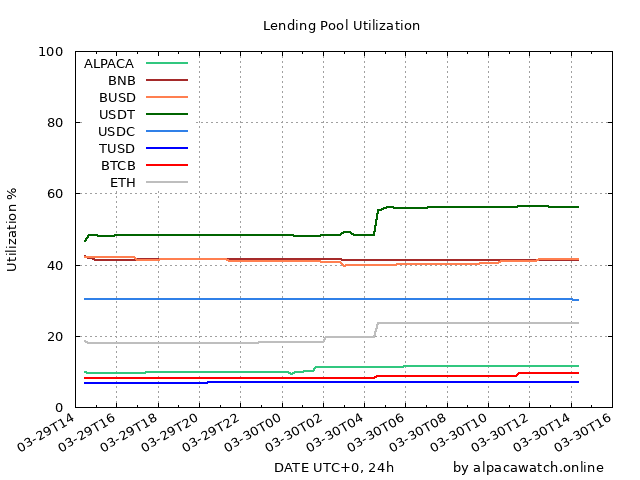 Lending Pool Utilization
100
80
60
40
20
0
Utilization %
ALPACA
BNB
BUSD
USDT
USDC
TUSD
BTCB
ETH
03-29T14
03-29T16
03-29T18
03-29T20
03-29T22
03-30T00
03-30T02
03-30T04
03-30T06
03-30T08
03-30T10
03-30T12
03-30T14
03-30T16
DATE UTC+0, 24h
by alpacawatch.online